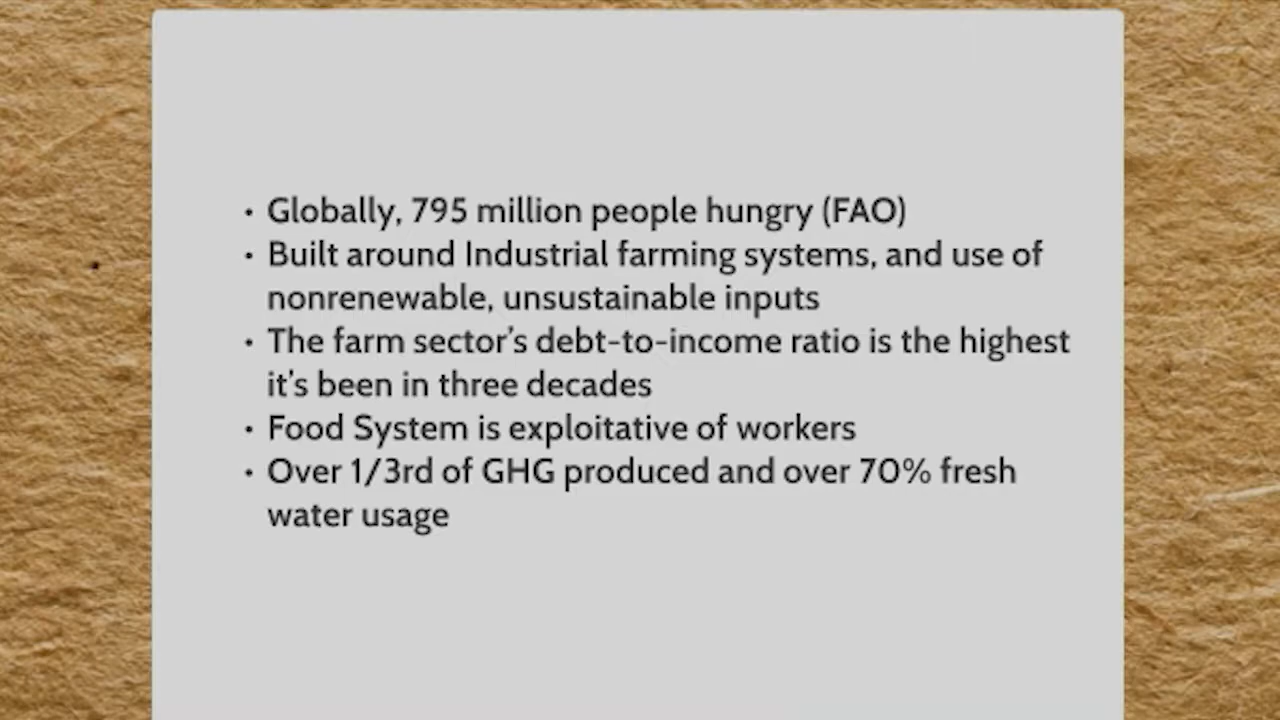 • Globally, 795 million people hungry (FAO)
• Built around Industrial farming systems, and use of
nonrenewable, unsustainable inputs
• The farm sector's debt-to-income ratio is the highest
it's been in three decades
• Food System is exploitative of workers
• Over 1/3rd of GHG produced and over 70% fresh
water usage